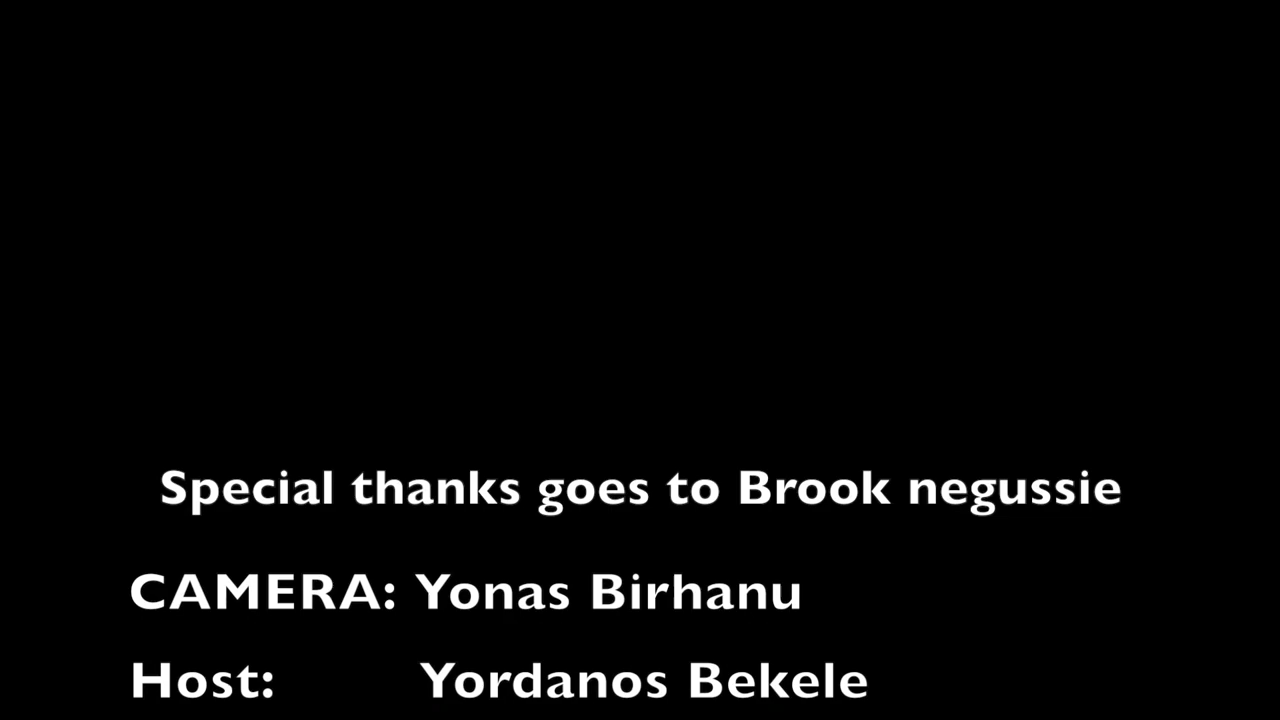 Special thanks goes to Brook negussie
CAMERA: Yonas Birhanu
Host: Yordanos Bekele